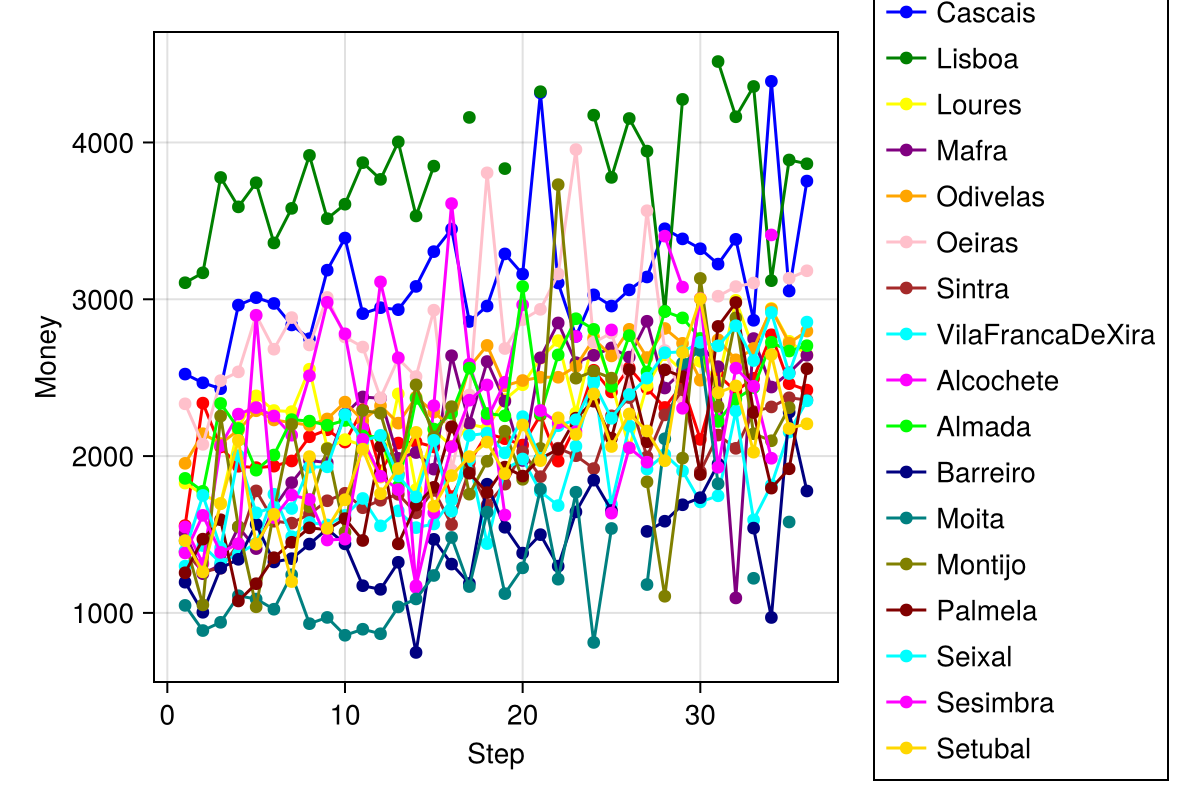 Cascais
Lisboa
Loures
Mafra
Odivelas
Oeiras
Sintra
VilaFrancaDeXira
Alcochete
Almada
Barreiro
Moita
Montijo
Palmela
Seixal
Sesimbra
Setubal
Money
4000
3000
2000
1000
0
10
20
30
Step